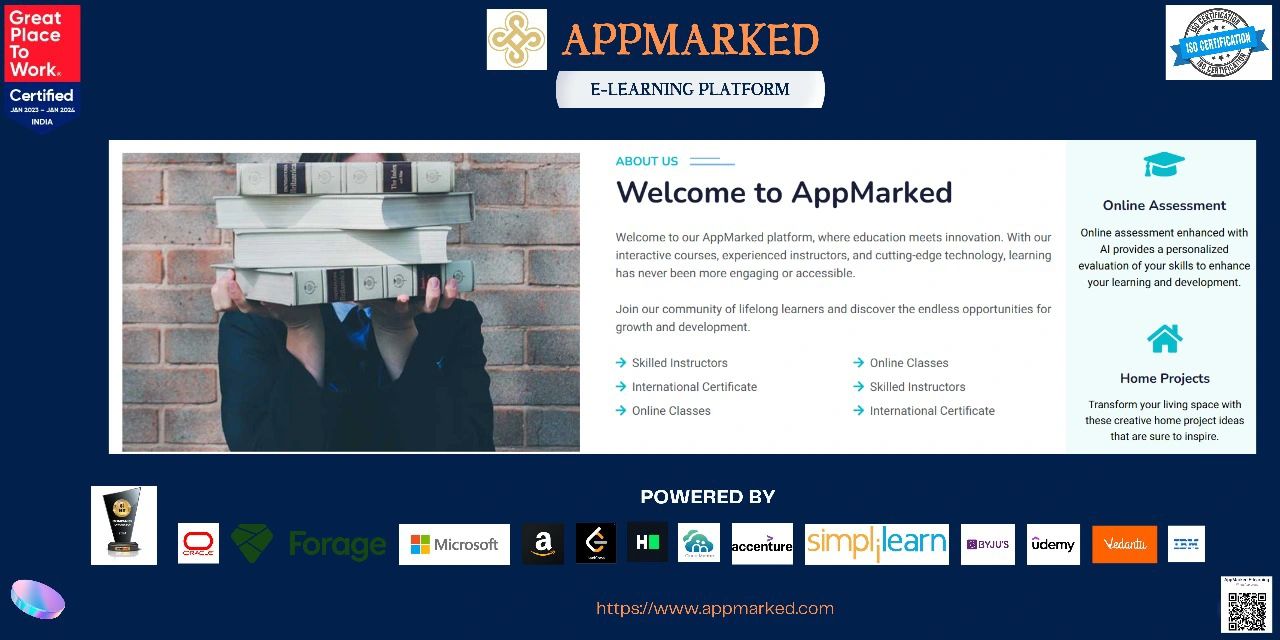 Great
Place
To
Work®
Certified
JAN 2023 – JAN 2024
INDIA
APPMARKED
E-LEARNING PLATFORM
ISO CERTIFICATION
ISO CERTIFICATION
ISO CERTIFICATION
ABOUT US
Welcome to AppMarked
Welcome to our AppMarked platform, where education meets innovation. With our
interactive courses, experienced instructors, and cutting-edge technology, learning
has never been more engaging or accessible.
Join our community of lifelong learners and discover the endless opportunities for
growth and development.
Skilled Instructors
Online Classes
International Certificate
Skilled Instructors
Online Classes
International Certificate
Online Assessment
Online assessment enhanced with
AI provides a personalized
evaluation of your skills to enhance
your learning and development.
Home Projects
Transform your living space with
these creative home project ideas
that are sure to inspire.
POWERED BY
ORACLE
Forage
Microsoft
a
H
accenture
simplilearn
BYJU'S
udemy
Vedantu
IBM
https://www.appmarked.com
AppMarked E-learning